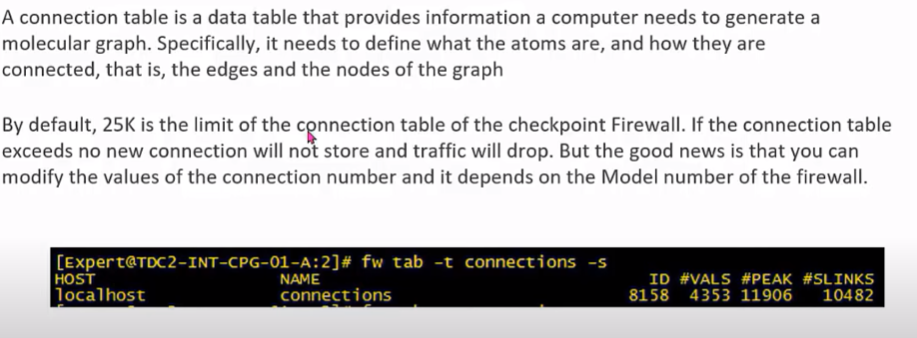 A connection table is a data table that provides information a computer needs to generate a
molecular graph. Specifically, it needs to define what the atoms are, and how they are
connected, that is, the edges and the nodes of the graph
By default, 25K is the limit of the connection table of the checkpoint Firewall. If the connection table
exceeds no new connection will not store and traffic will drop. But the good news is that you can
modify the values of the connection number and it depends on the Model number of the firewall.
[Expert@TDC2-INT-CPG-01-A:2]# fw tab -t connections -s
HOST NAME ID #VALS #PEAK #SLINKS
localhost connections 8158 4353 11906 10482